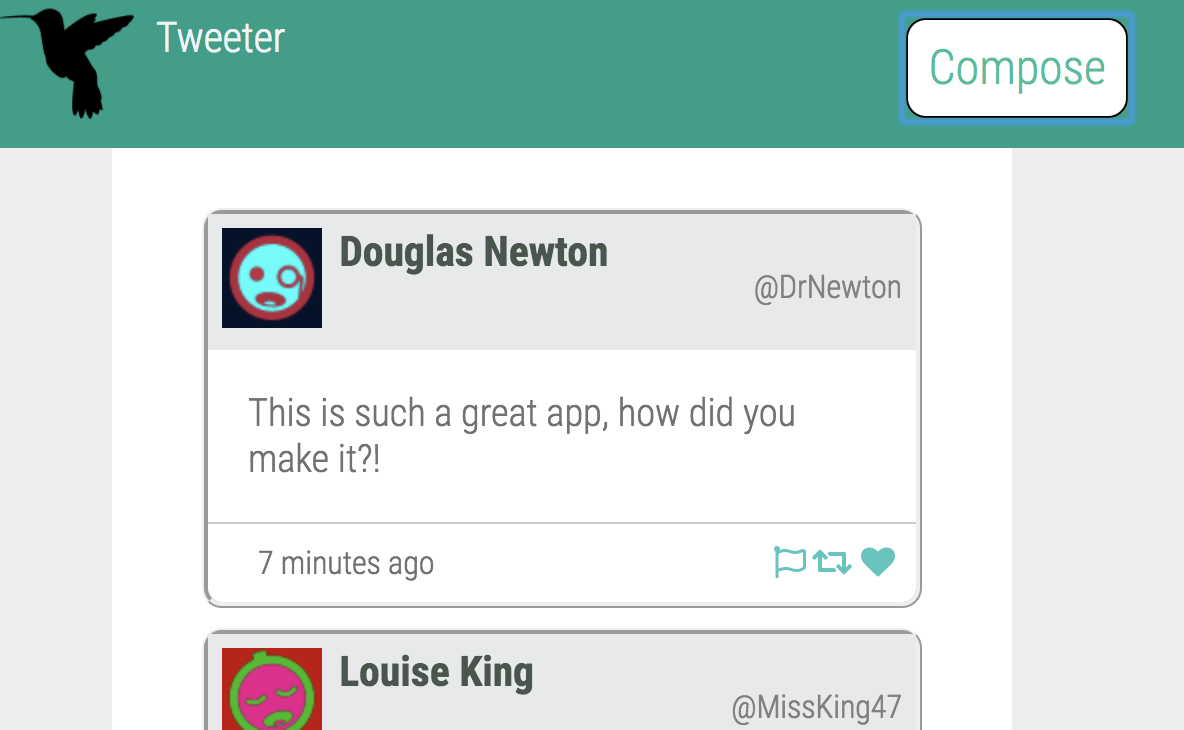 Tweeter
Compose
Douglas Newton
@DrNewton
This is such a great app, how did you
make it?!
7 minutes ago
Louise King
@MissKing47